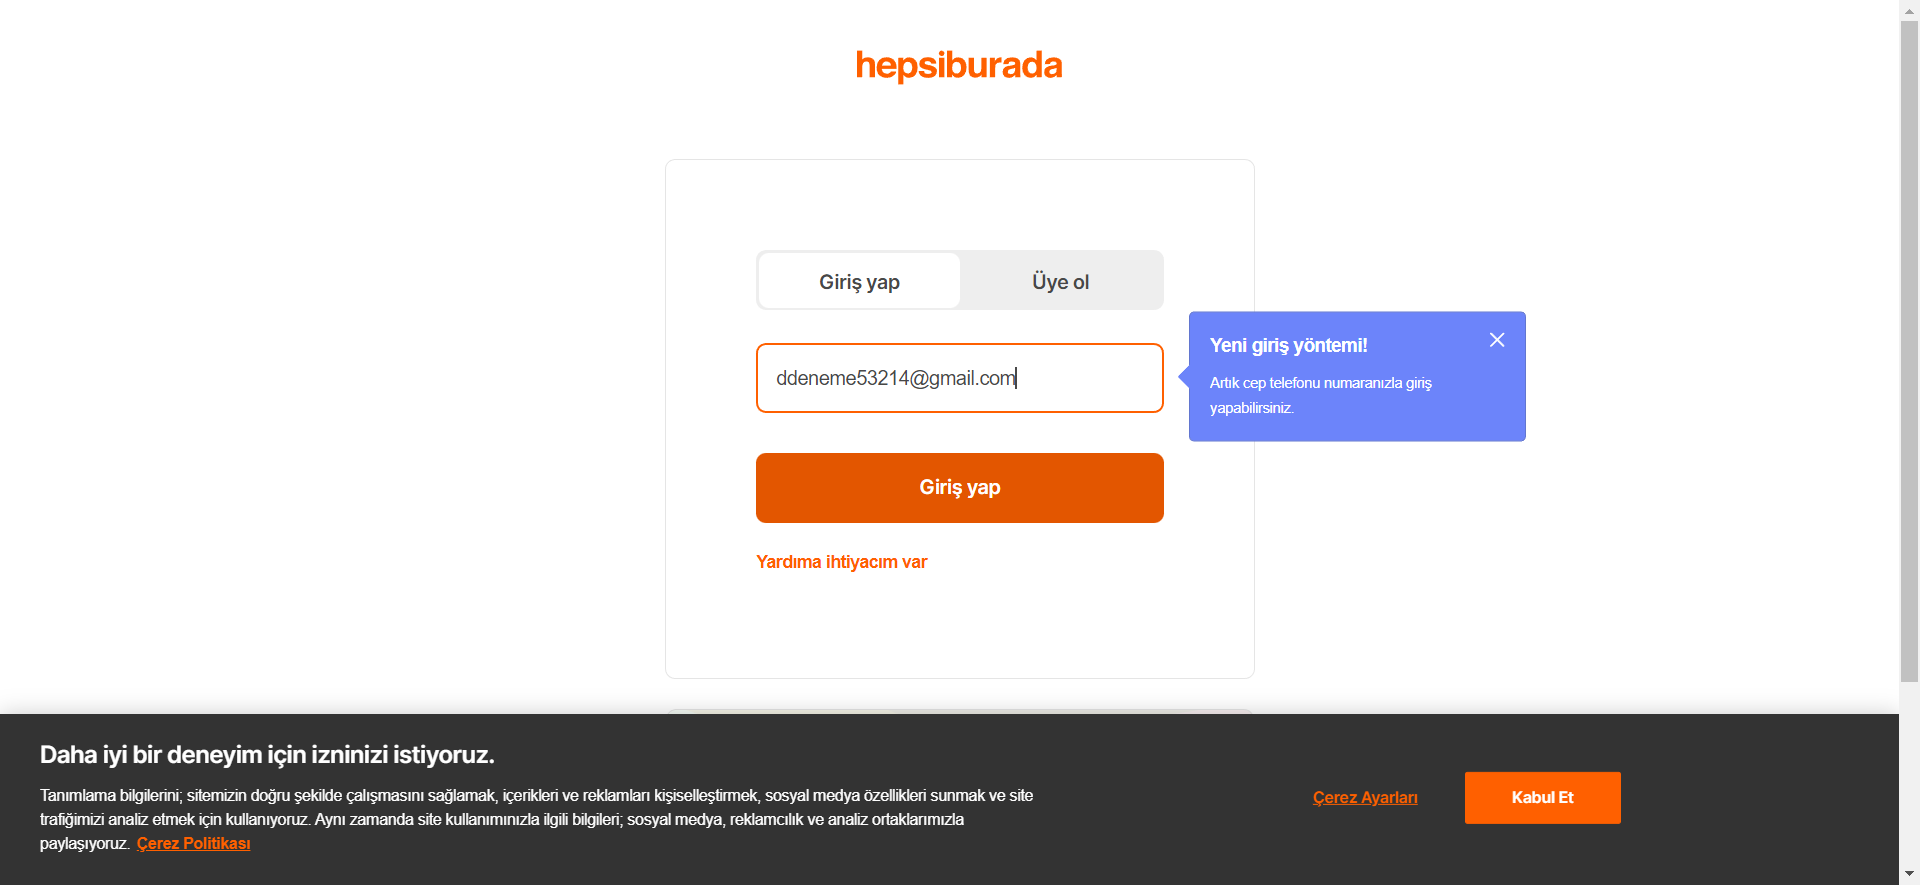 hepsiburada
Giriş yap
Üye ol
ddeneme53214@gmail.com
Yeni giriş yöntemi!
Artık cep telefonu numaranızla giriş
yapabilirsiniz.
Giriş yap
Yardıma ihtiyacım var
Daha iyi bir deneyim için izninizi istiyoruz.
Tanımlama bilgilerini; sitemizin doğru şekilde çalışmasını sağlamak, içerikleri ve reklamları kişiselleştirmek, sosyal medya özellikleri sunmak ve site
trafiğimizi analiz etmek için kullanıyoruz. Aynı zamanda site kullanımınızla ilgili bilgileri; sosyal medya, reklamcılık ve analiz ortaklarımızla
paylaşıyoruz. Çerez Politikası
Çerez Ayarları
Kabul Et